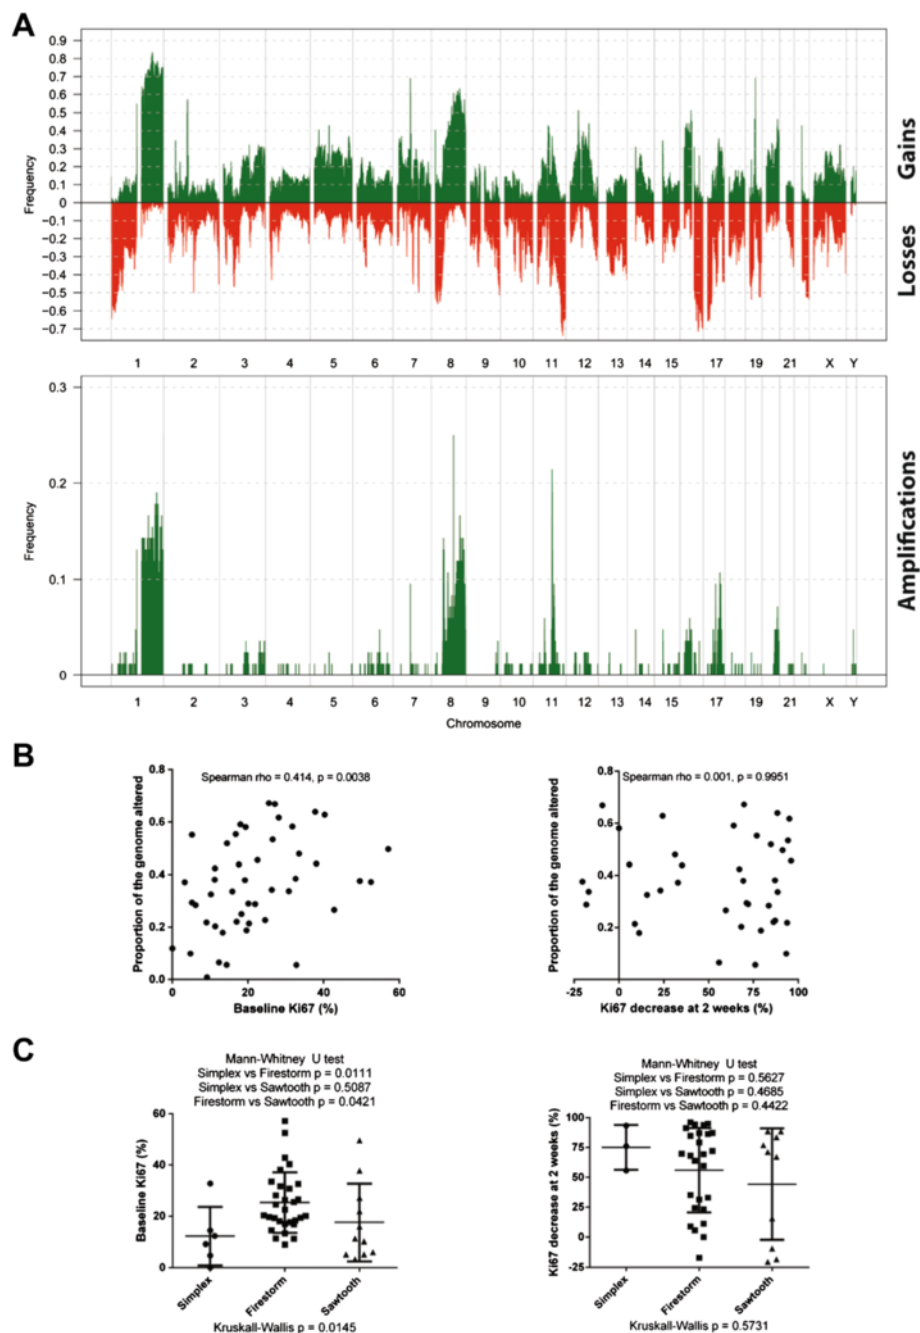 A
0.9
0.8
0.7
0.6
0.5
0.4
0.3
0.2
0.1
0
−0.1
−0.2
−0.3
−0.4
−0.5
−0.6
−0.7
Frequency
Gains
Losses
1 2 3 4 5 6 7 8 9 10 11 12 13 14 15 17 19 21 X Y
0.3
0.2
0.1
0
Frequency
Amplifications
1 2 3 4 5 6 7 8 9 10 11 12 13 14 15 17 19 21 X Y
Chromosome
B
Spearman rho = 0.414, p = 0.0038
Proportion of the genome altered
0.8
0.6
0.4
0.2
0.0
0 20 40 60
Baseline Ki67 (%)
Spearman rho = 0.001, p = 0.9951
Proportion of the genome altered
0.8
0.6
0.4
0.2
-25 0 25 50 75 100
Ki67 decrease at 2 weeks (%)
C
Mann-Whitney U test
Simplex vs Firestorm p = 0.0111
Simplex vs Sawtooth p = 0.5087
Firestorm vs Sawtooth p = 0.0421
Baseline Ki67 (%)
60
40
20
0
Simplex
Firestorm
Sawtooth
Kruskall-Wallis p = 0.0145
Mann-Whitney U test
Simplex vs Firestorm p = 0.5627
Simplex vs Sawtooth p = 0.4685
Firestorm vs Sawtooth p = 0.4422
Ki67 decrease at 2 weeks (%)
100
75
50
25
0
-25
Simplex
Firestorm
Sawtooth
Kruskall-Wallis p = 0.5731